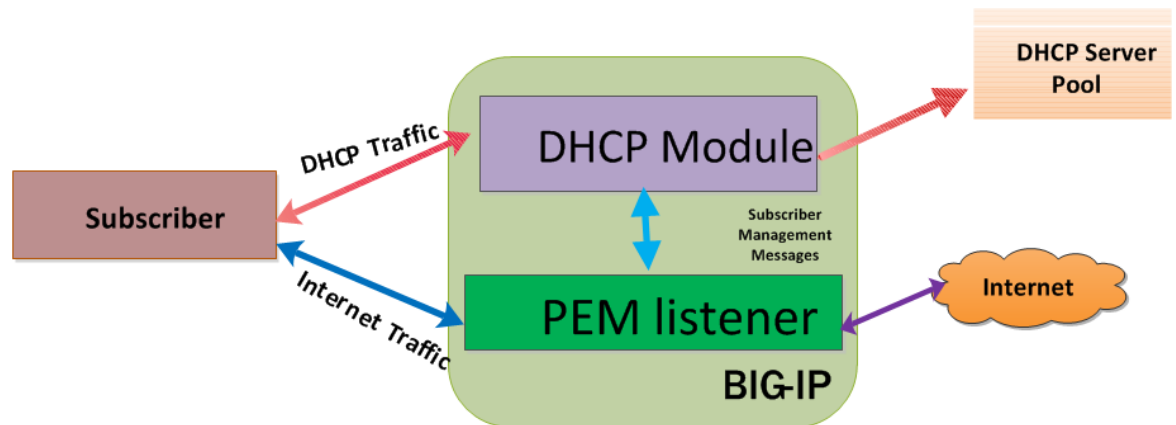 DHCP Server
Pool
DHCP Traffic
DHCP Module
Subscriber
Subscriber
Management
Messages
Internet Traffic
PEM listener
Internet
BIG-IP